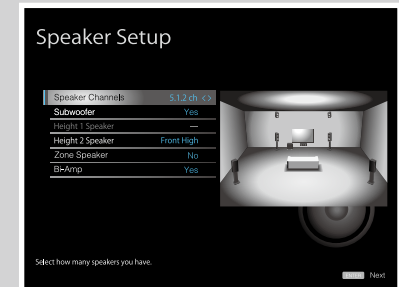 Speaker Setup
Speaker Channels 5.1.2 ch <>
Subwoofer Yes
Height 1 Speaker ---
Height 2 Speaker Front High
Zone Speaker No
Bi-Amp Yes
Select how many speakers you have.
ENTER Next